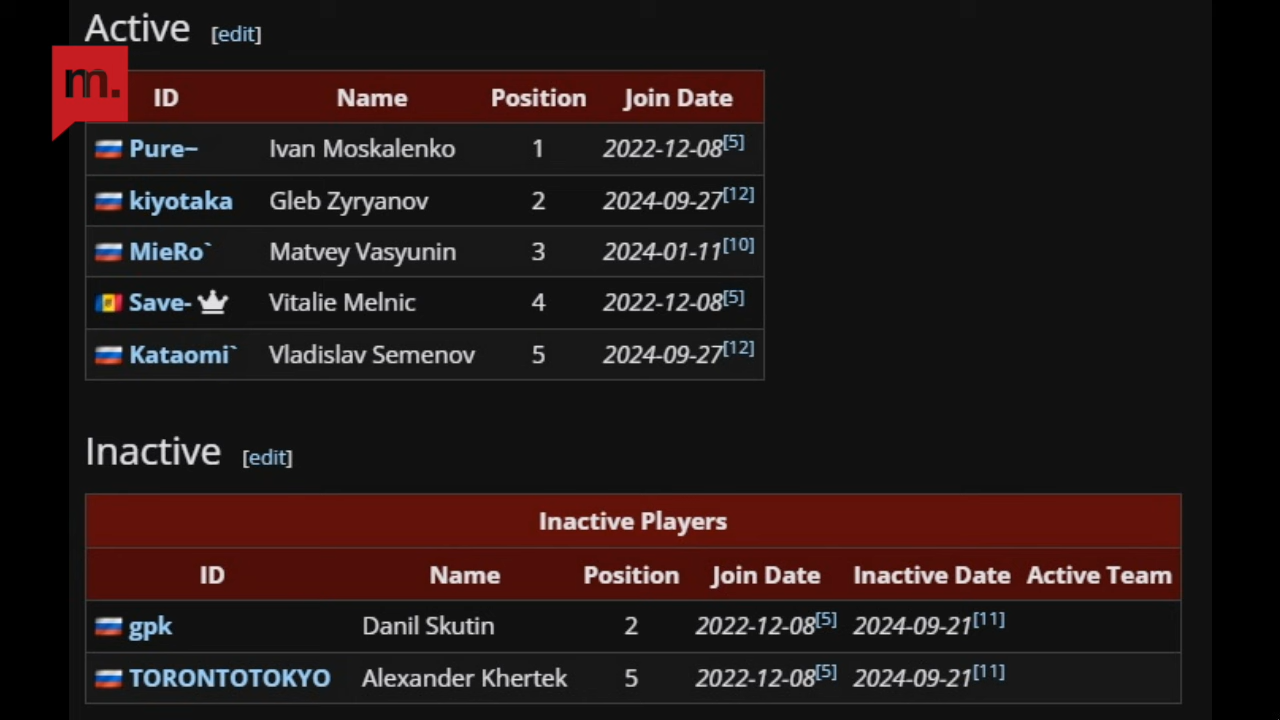 Active [edit]
m.
ID Name Position Join Date
Pure~ Ivan Moskalenko 1 2022-12-08[5]
kiyotaka Gleb Zyryanov 2 2024-09-27[12]
MieRo` Matvey Vasyunin 3 2024-01-11[10]
Save- Vitalie Melnic 4 2022-12-08[5]
Kataomi` Vladislav Semenov 5 2024-09-27[12]
Inactive [edit]
Inactive Players
ID Name Position Join Date Inactive Date Active Team
gpk Danil Skutin 2 2022-12-08[5] 2024-09-21[11]
TORONTOTOKYO Alexander Khertek 5 2022-12-08[5] 2024-09-21[11]